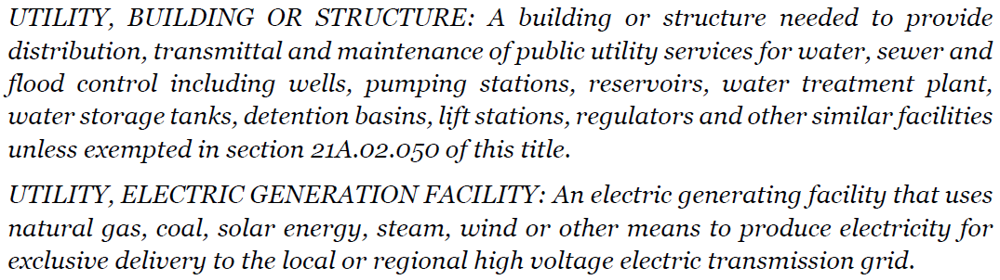 UTILITY, BUILDING OR STRUCTURE: A building or structure needed to provide
distribution, transmittal and maintenance of public utility services for water, sewer and
flood control including wells, pumping stations, reservoirs, water treatment plant,
water storage tanks, detention basins, lift stations, regulators and other similar facilities
unless exempted in section 21A.02.050 of this title.
UTILITY, ELECTRIC GENERATION FACILITY: An electric generating facility that uses
natural gas, coal, solar energy, steam, wind or other means to produce electricity for
exclusive delivery to the local or regional high voltage electric transmission grid.